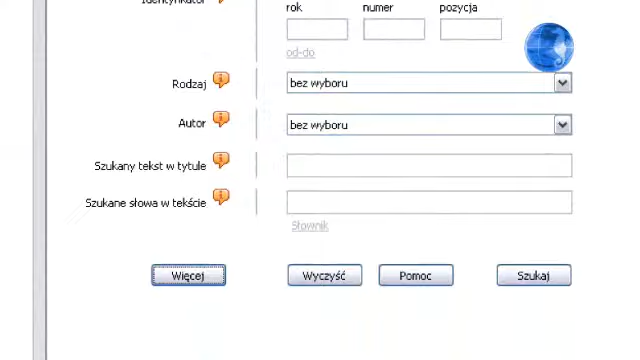 Identyfikator
rok numer pozycja
od-do
Rodzaj bez wyboru
Autor bez wyboru
Szukany tekst w tytule
Szukane słowa w tekście
Słownik
Więcej Wyczyść Pomoc Szukaj